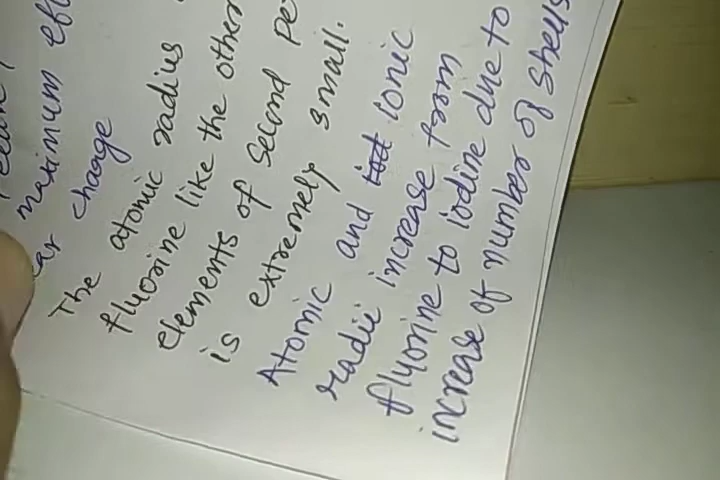 maximum eff
ar charge
The atomic radius
fluorine like the other
elements of second pe
is extremely small.
Atomic and ionic
radii increase from
fluorine to iodine due to
increase of number of shells